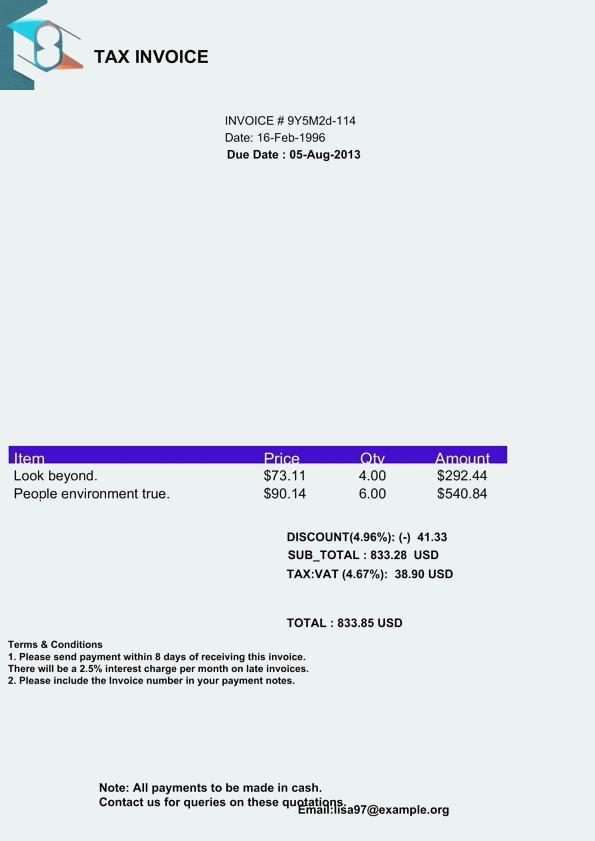 TAX INVOICE
INVOICE # 9Y5M2d-114
Date: 16-Feb-1996
Due Date : 05-Aug-2013
Item Price Qty Amount
Look beyond. $73.11 4.00 $292.44
People environment true. $90.14 6.00 $540.84
DISCOUNT(4.96%): (-) 41.33
SUB_TOTAL : 833.28 USD
TAX:VAT (4.67%): 38.90 USD
TOTAL : 833.85 USD
Terms & Conditions
1. Please send payment within 8 days of receiving this invoice.
There will be a 2.5% interest charge per month on late invoices.
2. Please include the Invoice number in your payment notes.
Note: All payments to be made in cash.
Contact us for queries on these quotations.
Email:lisa97@example.org